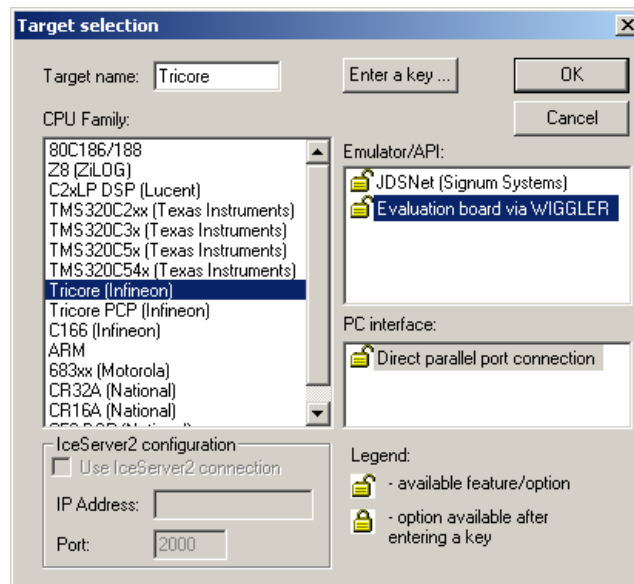 Target selection
Target name: Tricore
Enter a key ...
OK
Cancel
CPU Family:
80C186/188
Z8 (ZiLOG)
C2xLP DSP (Lucent)
TMS320C2xx (Texas Instruments)
TMS320C3x (Texas Instruments)
TMS320C5x (Texas Instruments)
TMS320C54x (Texas Instruments)
Tricore (Infineon)
Tricore PCP (Infineon)
C166 (Infineon)
ARM
683xx (Motorola)
CR32A (National)
CR16A (National)
Emulator/API:
JDSNet (Signum Systems)
Evaluation board via WIGGLER
PC interface:
Direct parallel port connection
IceServer2 configuration
Use IceServer2 connection
IP Address:
Port: 2000
Legend:
- available feature/option
- option available after
entering a key